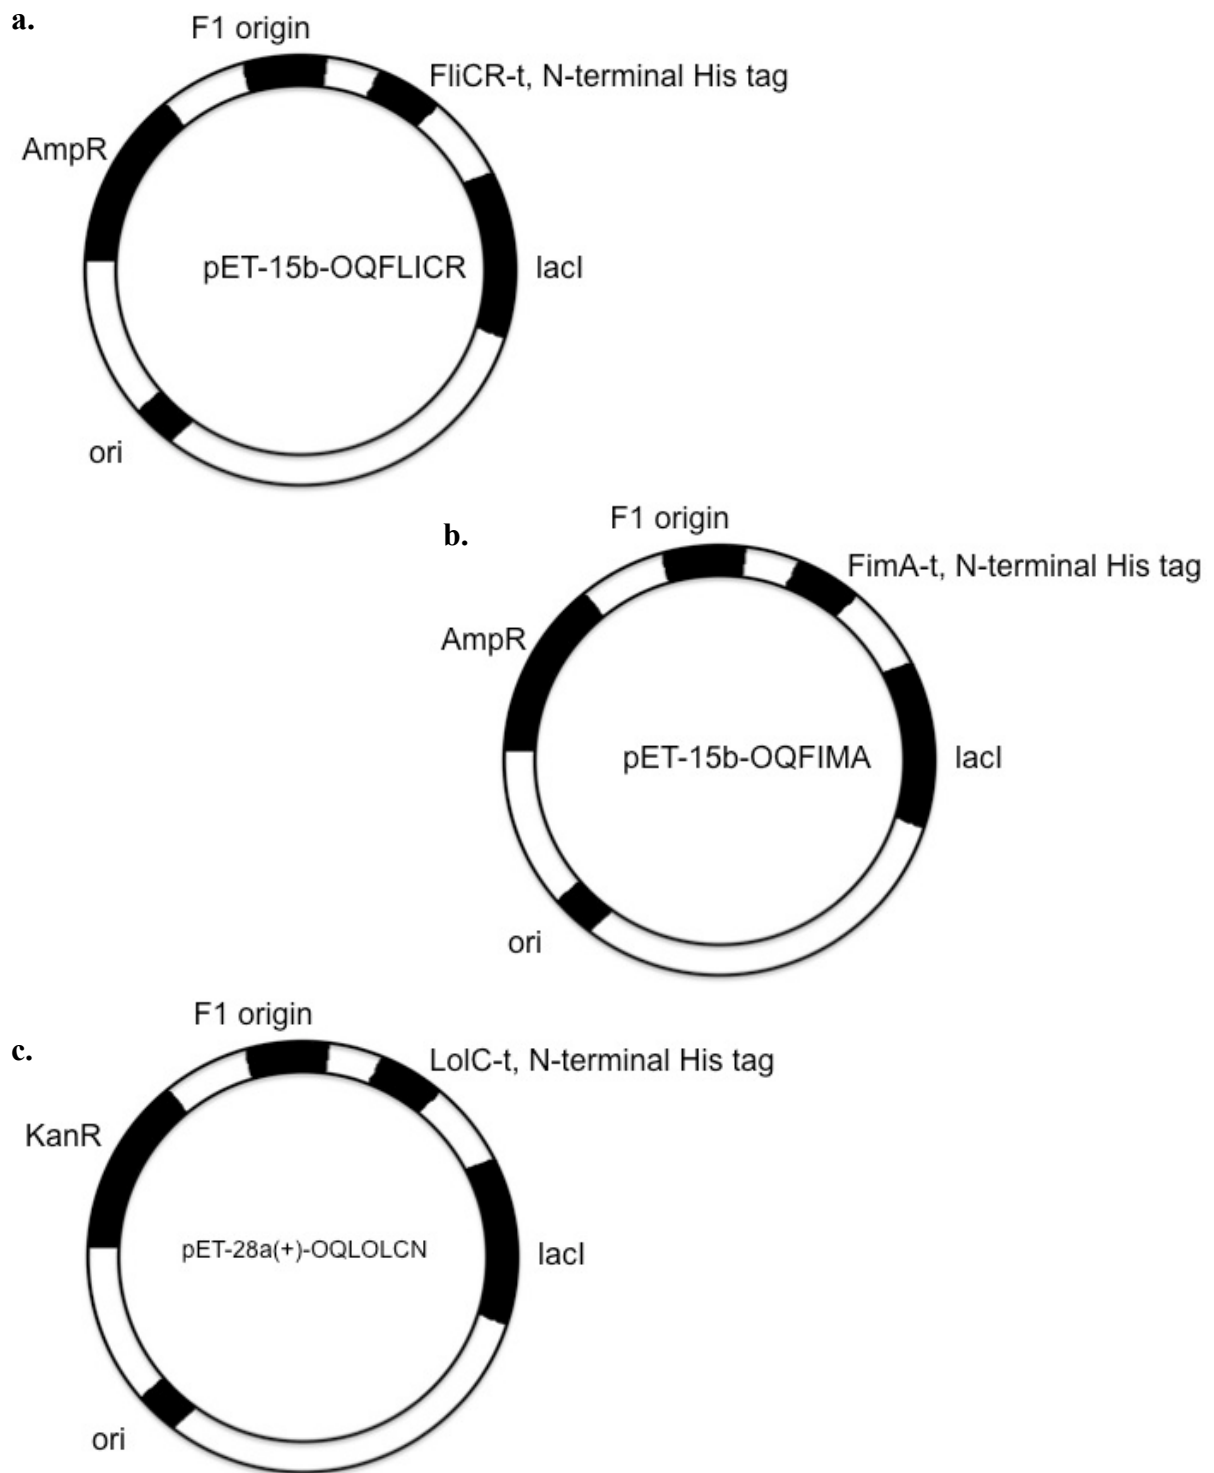 a.
F1 origin
FliCR-t, N-terminal His tag
AmpR
pET-15b-OQFLICR
lacI
ori
b.
F1 origin
FimA-t, N-terminal His tag
AmpR
pET-15b-OQFIMA
lacI
ori
c.
F1 origin
LolC-t, N-terminal His tag
KanR
pET-28a(+)-OQLOLCN
lacI
ori